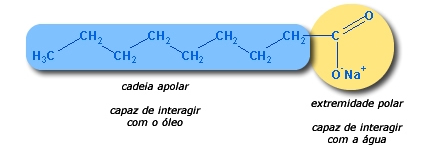 O
CH₂ CH₂ CH₂ CH₂ C
H₃C CH₂ CH₂ CH₂
O⁻Na⁺
cadeia apolar
capaz de interagir
com o óleo
extremidade polar
capaz de interagir
com a água